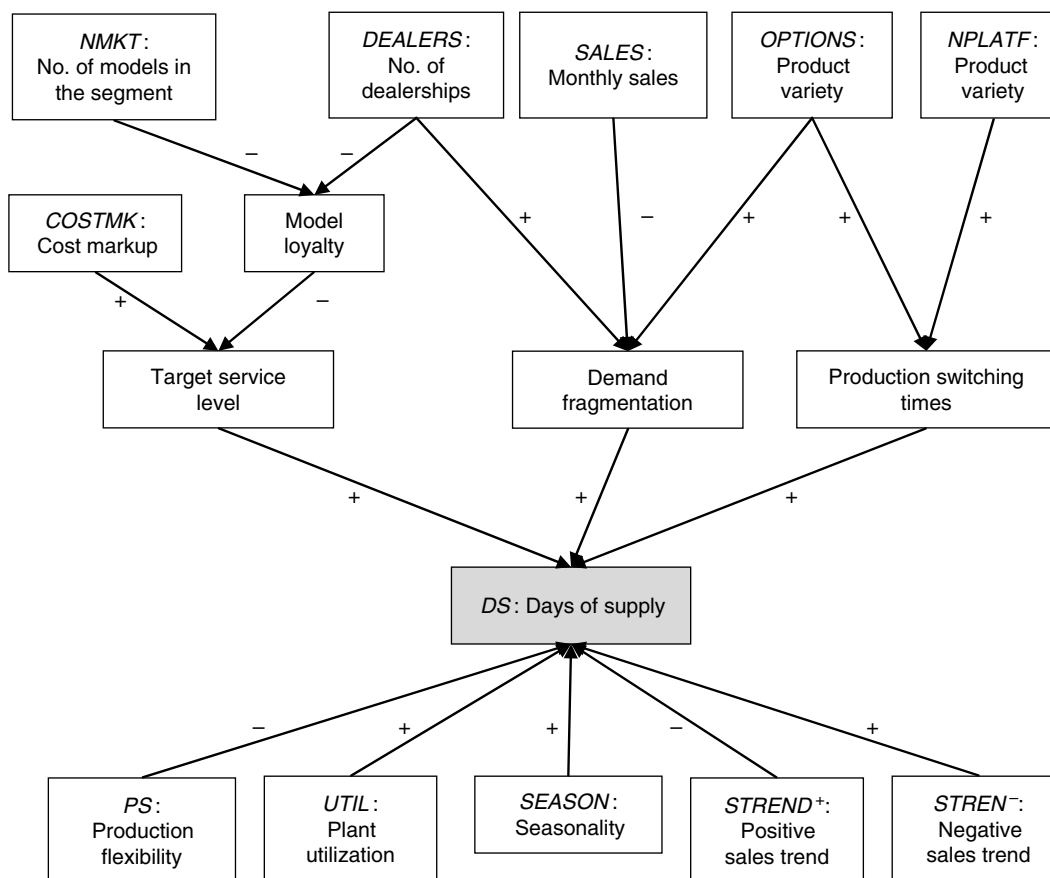 NMKT:
No. of models in
the segment
DEALERS:
No. of
dealerships
SALES:
Monthly sales
OPTIONS:
Product
variety
NPLATF:
Product
variety
–
–
COSTMK:
Cost markup
Model
loyalty
+
–
+
+
+
+
–
Target service
level
Demand
fragmentation
Production switching
times
+
+
+
DS: Days of supply
–
+
+
–
+
PS:
Production
flexibility
UTIL:
Plant
utilization
SEASON:
Seasonality
STREND⁺:
Positive
sales trend
STREN⁻:
Negative
sales trend